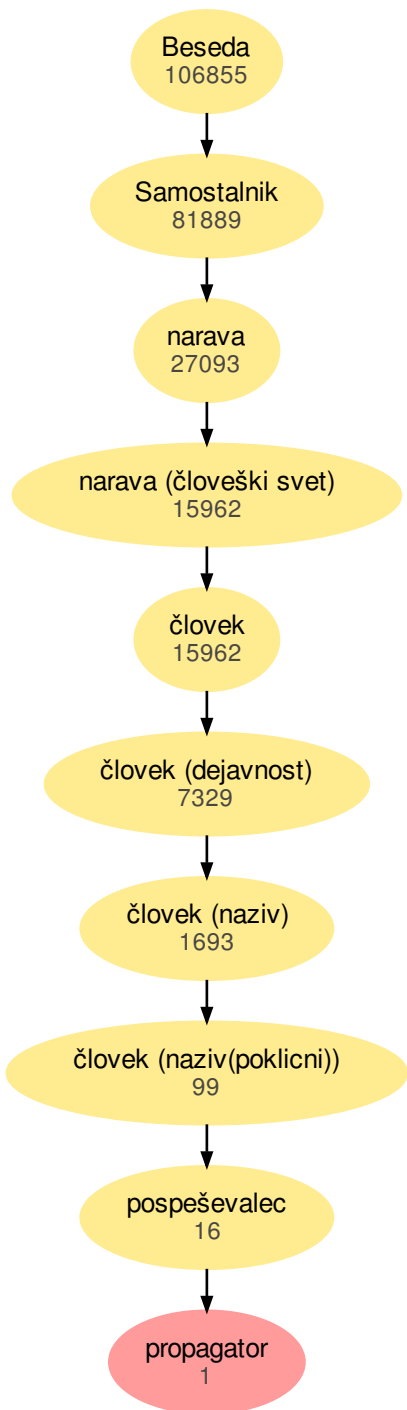 Beseda
106855
Samostalnik
81889
narava
27093
narava (človeški svet)
15962
človek
15962
človek (dejavnost)
7329
človek (naziv)
1693
človek (naziv(poklicni))
99
pospeševalec
16
propagator
1